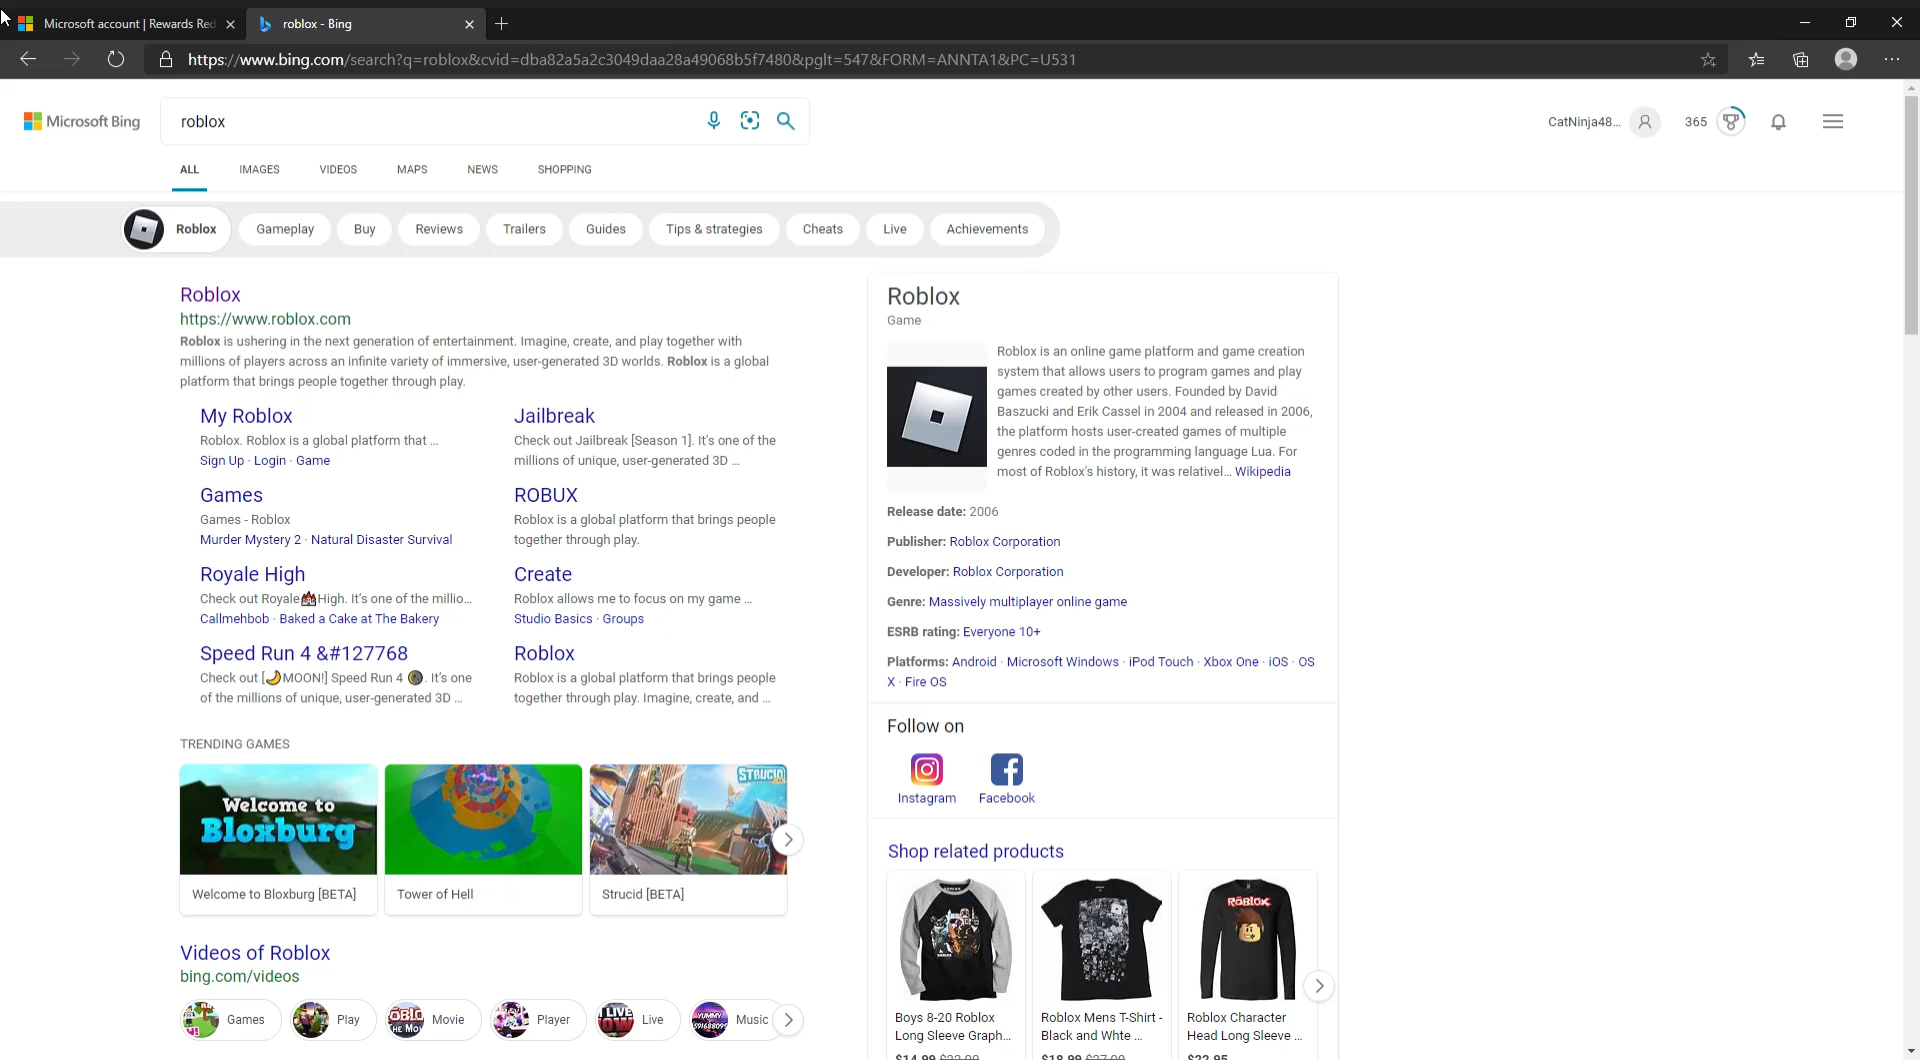 Microsoft account | Rewards Red
roblox - Bing
https://www.bing.com/search?q=roblox&cvid=dba82a5a2c3049daa28a49068b5f7480&pglt=547&FORM=ANNTA1&PC=U531
Microsoft Bing
roblox
CatNinja48...
365
ALL IMAGES VIDEOS MAPS NEWS SHOPPING
Roblox Gameplay Buy Reviews Trailers Guides Tips & strategies Cheats Live Achievements
Roblox
https://www.roblox.com
Roblox is ushering in the next generation of entertainment. Imagine, create, and play together with
millions of players across an infinite variety of immersive, user-generated 3D worlds. Roblox is a global
platform that brings people together through play.
My Roblox
Roblox. Roblox is a global platform that ...
Sign Up · Login · Game
Jailbreak
Check out Jailbreak [Season 1]. It's one of the
millions of unique, user-generated 3D ...
Games
Games - Roblox
Murder Mystery 2 · Natural Disaster Survival
ROBUX
Roblox is a global platform that brings people
together through play.
Royale High
Check out Royale🏰High. It's one of the millio...
Callmehbob · Baked a Cake at The Bakery
Create
Roblox allows me to focus on my game ...
Studio Basics · Groups
Speed Run 4 &#127768
Check out [🌙MOON!] Speed Run 4 🌘. It's one
of the millions of unique, user-generated 3D ...
Roblox
Roblox is a global platform that brings people
together through play. Imagine, create, and ...
TRENDING GAMES
Welcome to
Bloxburg
STRUCID
Welcome to Bloxburg [BETA]
Tower of Hell
Strucid [BETA]
Videos of Roblox
bing.com/videos
Games
Play
Movie
Player
LIVE
NOW
Live
YUMMY
Music
Roblox
Game
Roblox is an online game platform and game creation
system that allows users to program games and play
games created by other users. Founded by David
Baszucki and Erik Cassel in 2004 and released in 2006,
the platform hosts user-created games of multiple
genres coded in the programming language Lua. For
most of Roblox's history, it was relativel... Wikipedia
Release date: 2006
Publisher: Roblox Corporation
Developer: Roblox Corporation
Genre: Massively multiplayer online game
ESRB rating: Everyone 10+
Platforms: Android · Microsoft Windows · iPod Touch · Xbox One · iOS · OS
X · Fire OS
Follow on
Instagram
Facebook
Shop related products
ROBLOX
Boys 8-20 Roblox
Long Sleeve Graph...
$14.99 $22.00
Roblox Mens T-Shirt -
Black and Whte ...
$18.99 $27.00
Roblox Character
Head Long Sleeve ...
$22.95